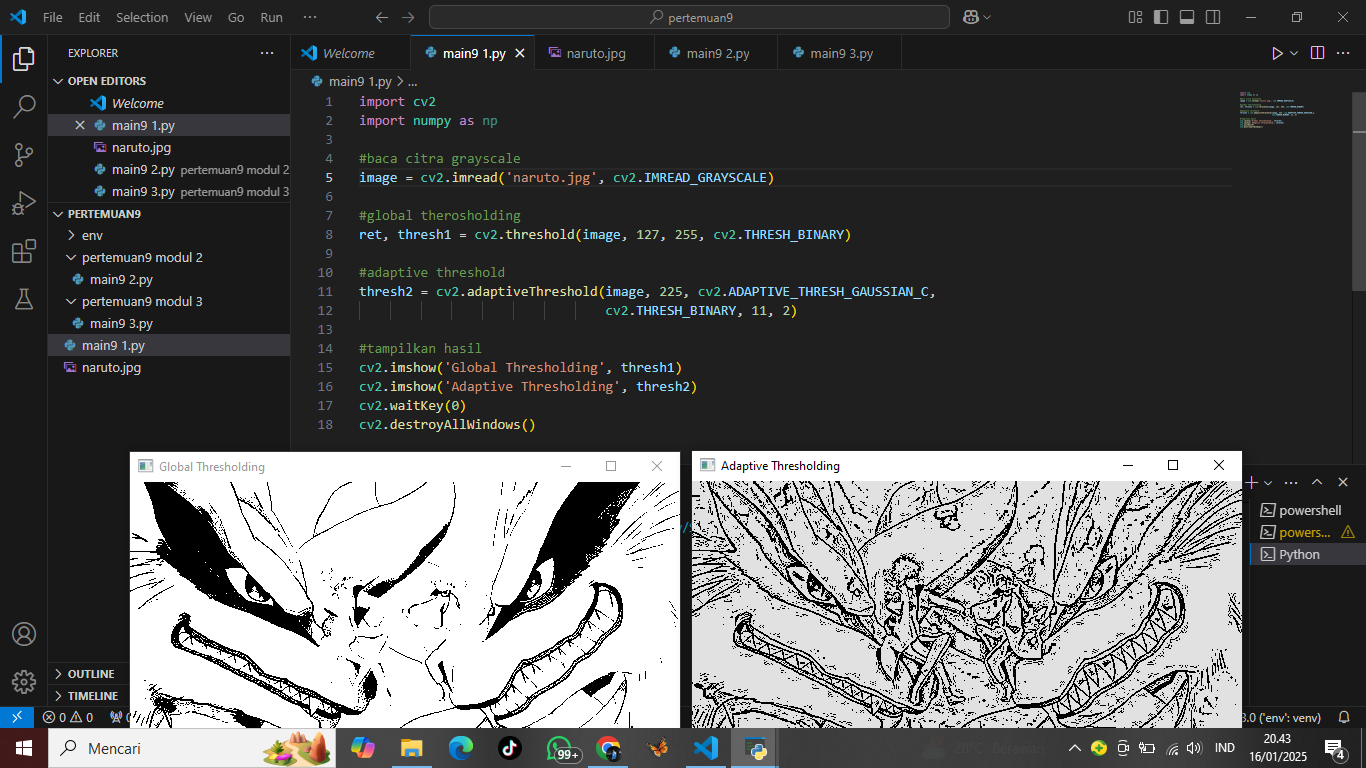 File Edit Selection View Go Run ··· pertemuan9
EXPLORER ···
OPEN EDITORS
Welcome
main9 1.py
naruto.jpg
main9 2.py pertemuan9 modul 2
main9 3.py pertemuan9 modul 3
PERTEMUAN9
env
pertemuan9 modul 2
main9 2.py
pertemuan9 modul 3
main9 3.py
main9 1.py
naruto.jpg
OUTLINE
TIMELINE
Welcome main9 1.py naruto.jpg main9 2.py main9 3.py
main9 1.py > ...
1 import cv2
2 import numpy as np
3
4 #baca citra grayscale
5 image = cv2.imread('naruto.jpg', cv2.IMREAD_GRAYSCALE)
6
7 #global therosholding
8 ret, thresh1 = cv2.threshold(image, 127, 255, cv2.THRESH_BINARY)
9
10 #adaptive threshold
11 thresh2 = cv2.adaptiveThreshold(image, 225, cv2.ADAPTIVE_THRESH_GAUSSIAN_C,
12 cv2.THRESH_BINARY, 11, 2)
13
14 #tampilkan hasil
15 cv2.imshow('Global Thresholding', thresh1)
16 cv2.imshow('Adaptive Thresholding', thresh2)
17 cv2.waitKey(0)
18 cv2.destroyAllWindows()
Global Thresholding
Adaptive Thresholding
powershell
powers...
Python
0 0
3.0 ('env': venv)
Mencari
99+
28°C Berawan
IND
20.43
16/01/2025
4